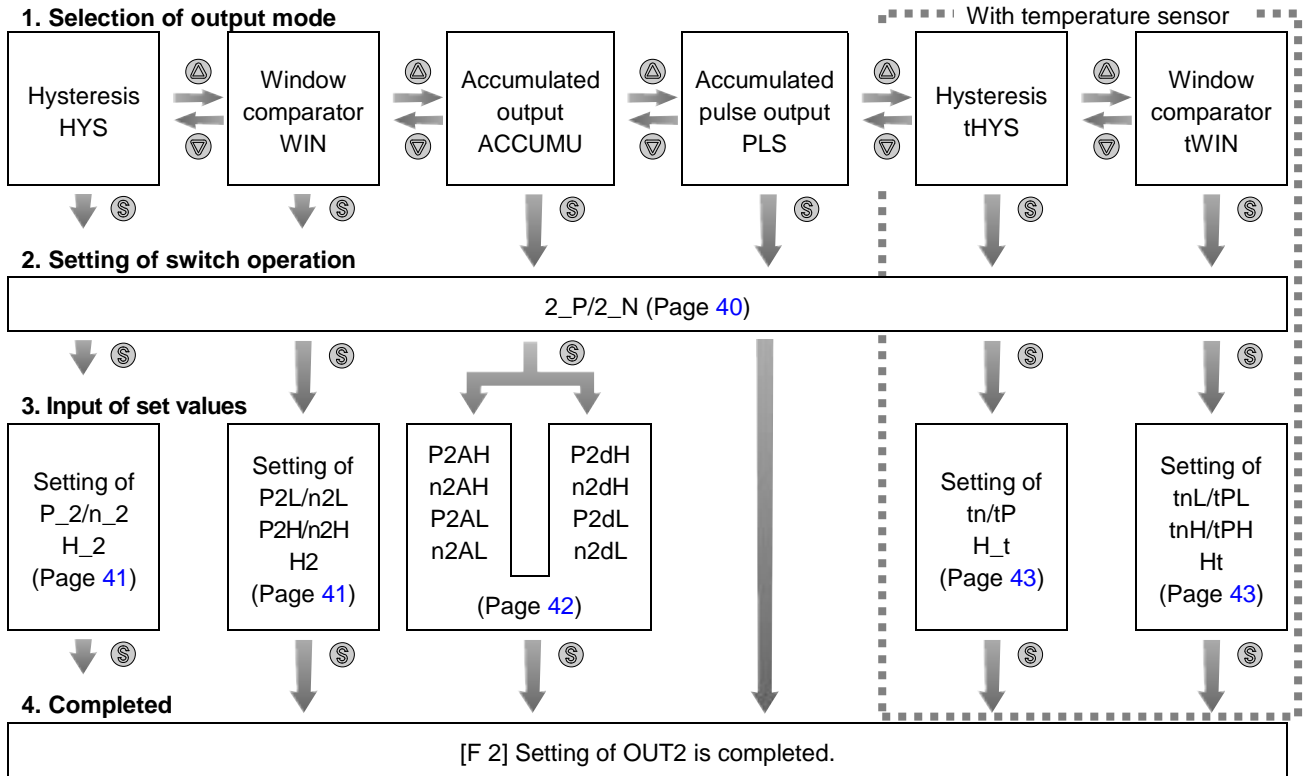 1. Selection of output mode
With temperature sensor
Hysteresis
HYS
Window
comparator
WIN
Accumulated
output
ACCUMU
Accumulated
pulse output
PLS
Hysteresis
tHYS
Window
comparator
tWIN
S
S
S
S
S
S
2. Setting of switch operation
2_P/2_N (Page 40)
S
S
S
S
S
3. Input of set values
Setting of
P_2/n_2
H_2
(Page 41)
Setting of
P2L/n2L
P2H/n2H
H2
(Page 41)
P2AH
n2AH
P2AL
n2AL
P2dH
n2dH
P2dL
n2dL
(Page 42)
Setting of
tn/tP
H_t
(Page 43)
Setting of
tnL/tPL
tnH/tPH
Ht
(Page 43)
S
S
S
S
S
4. Completed
[F 2] Setting of OUT2 is completed.